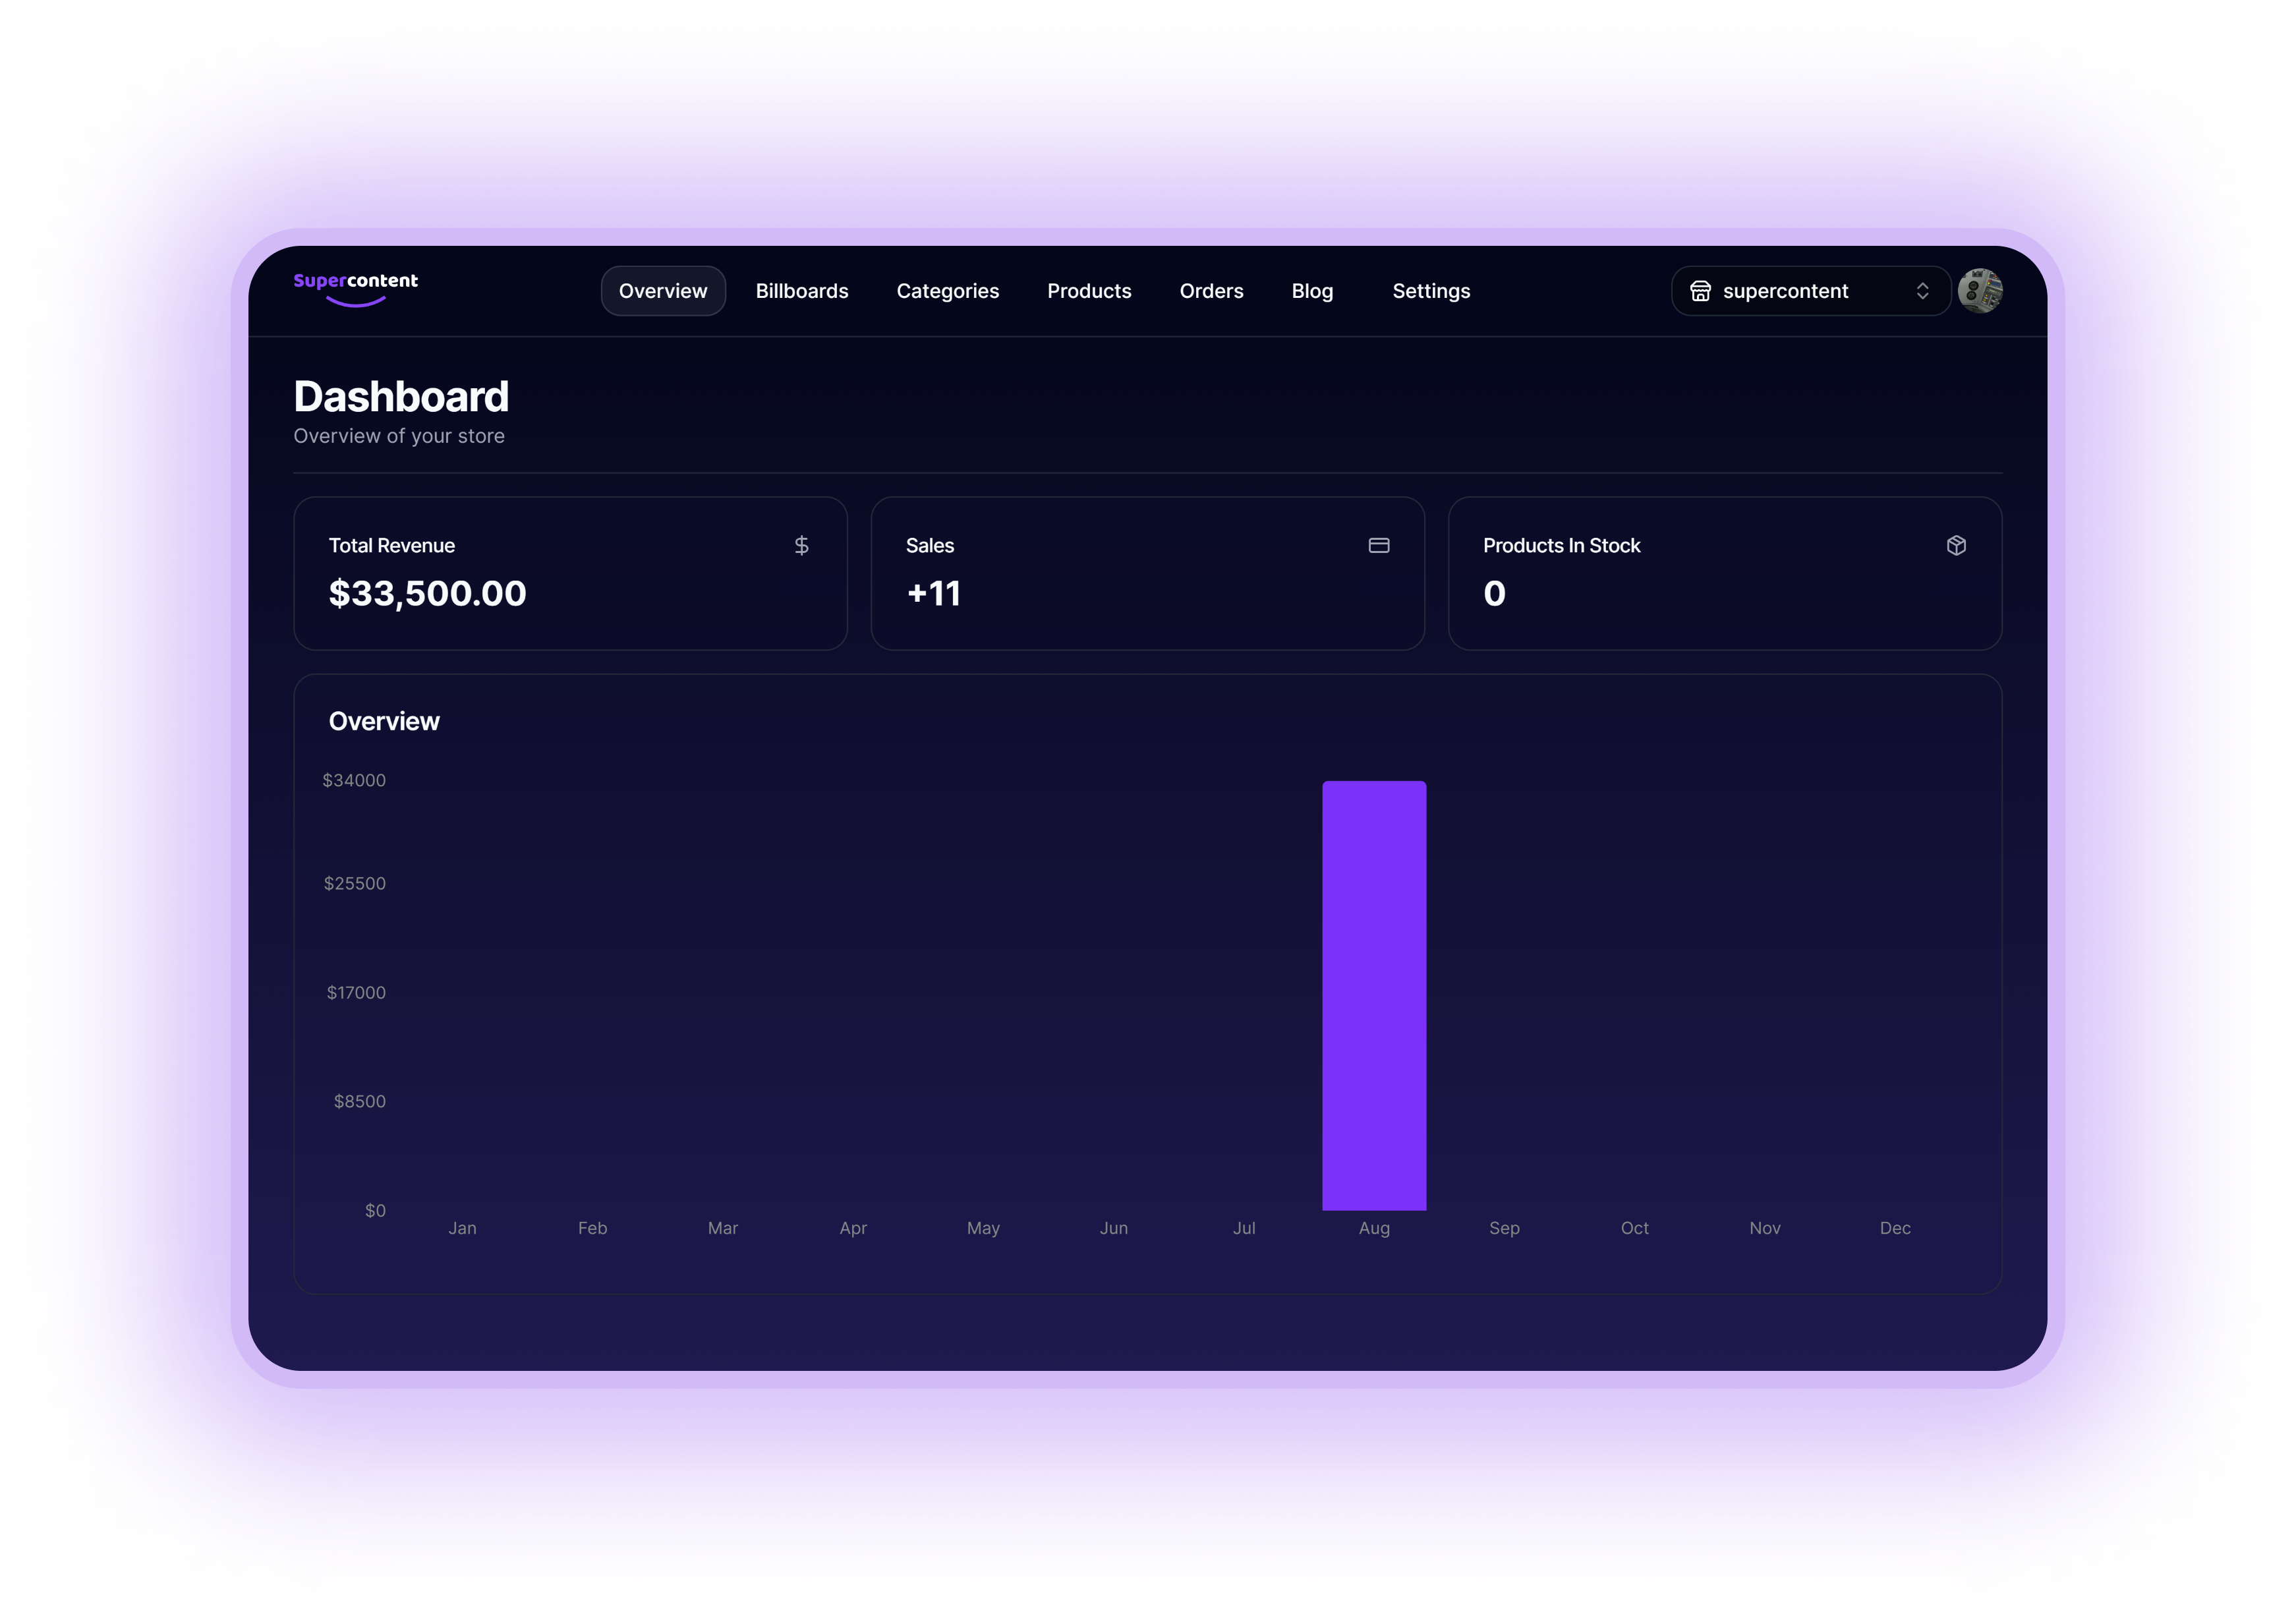 Supercontent
Overview Billboards Categories Products Orders Blog Settings
supercontent
Dashboard
Overview of your store
Total Revenue
$33,500.00
Sales
+11
Products In Stock
0
Overview
$34000
$25500
$17000
$8500
$0
Jan Feb Mar Apr May Jun Jul Aug Sep Oct Nov Dec